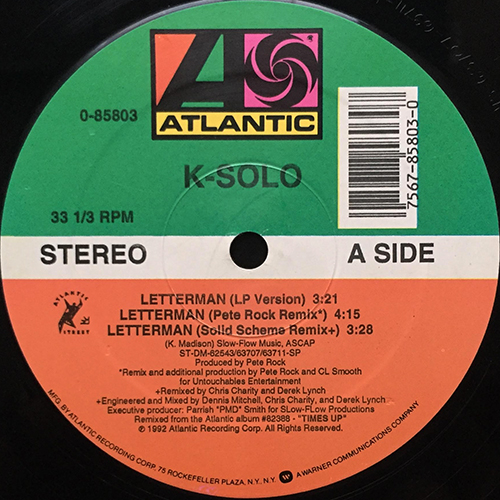 ATLANTIC
0-85803
K-SOLO
7567-85803-0
33 1/3 RPM
STEREO
A SIDE
ATLANTIC
STREET
LETTERMAN (LP Version) 3:21
LETTERMAN (Pete Rock Remix*) 4:15
LETTERMAN (Solid Scheme Remix+) 3:28
(K. Madison) Slow-Flow Music, ASCAP
ST-DM-82543/63707/63711-SP
Produced by Pete Rock
*Remix and additional production by Pete Rock and CL Smooth
for Untouchables Entertainment
+Remixed by Chris Charity and Derek Lynch
+Engineered and Mixed by Dennis Mitchell, Chris Charity, and Derek Lynch
Executive producer: Parrish "PMD" Smith for SLow-FLow Productions
Remixed from the Atlantic album #82388 - "TIMES UP"
℗ 1992 Atlantic Recording Corp. All Rights Reserved.
MFG. BY ATLANTIC RECORDING CORP. 75 ROCKEFELLER PLAZA, N.Y. N.Y. A WARNER COMMUNICATIONS COMPANY